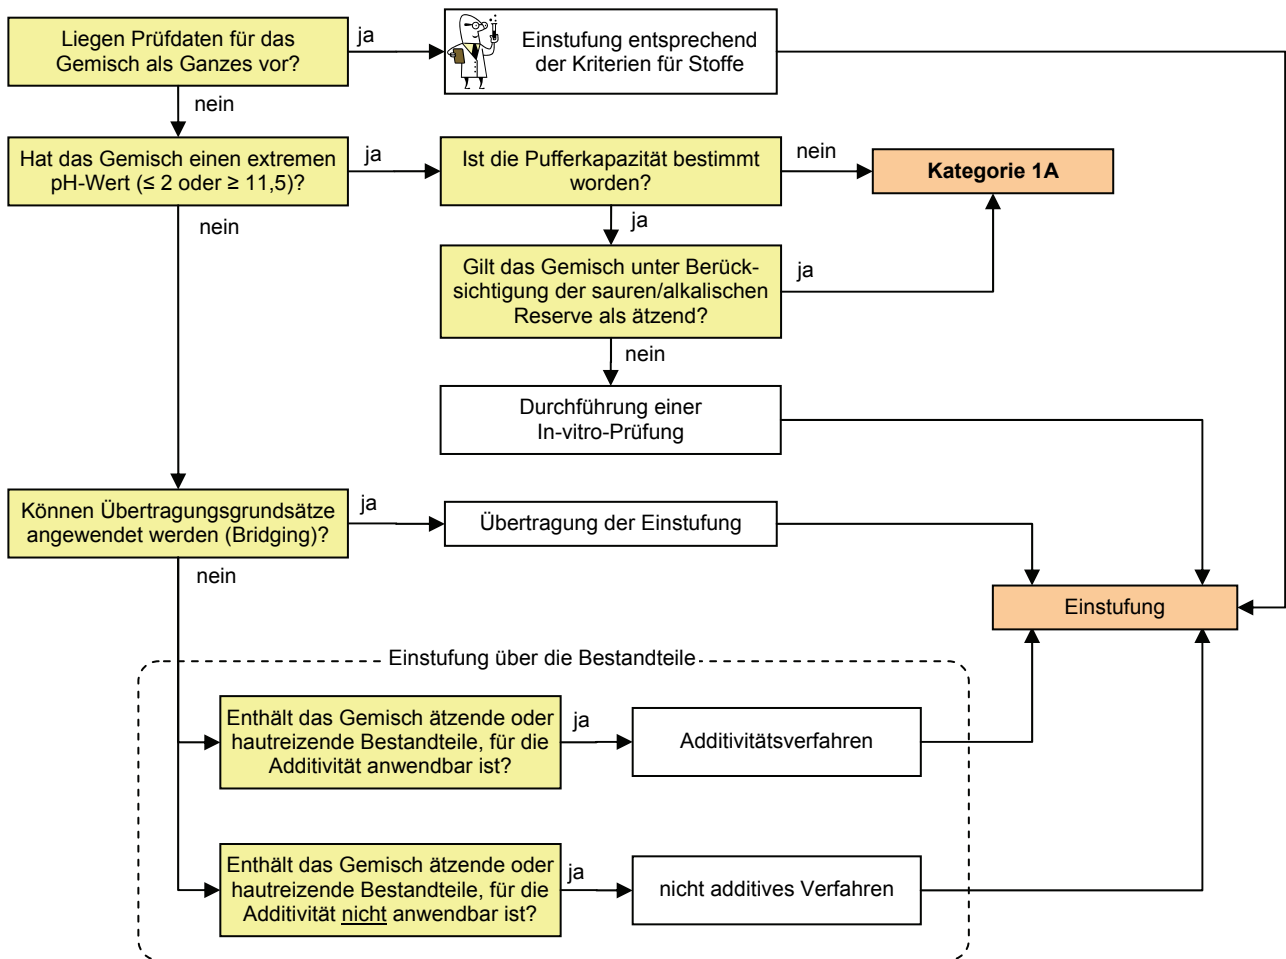 Liegen Prüfdaten für das
Gemisch als Ganzes vor?
ja
Einstufung entsprechend
der Kriterien für Stoffe
nein
Hat das Gemisch einen extremen
pH-Wert (≤ 2 oder ≥ 11,5)?
ja
Ist die Pufferkapazität bestimmt
worden?
nein
Kategorie 1A
nein
ja
Gilt das Gemisch unter Berück-
sichtigung der sauren/alkalischen
Reserve als ätzend?
ja
nein
Durchführung einer
In-vitro-Prüfung
Können Übertragungsgrundsätze
angewendet werden (Bridging)?
ja
Übertragung der Einstufung
nein
Einstufung
Einstufung über die Bestandteile
Enthält das Gemisch ätzende oder
hautreizende Bestandteile, für die
Additivität anwendbar ist?
ja
Additivitätsverfahren
Enthält das Gemisch ätzende oder
hautreizende Bestandteile, für die
Additivität nicht anwendbar ist?
ja
nicht additives Verfahren